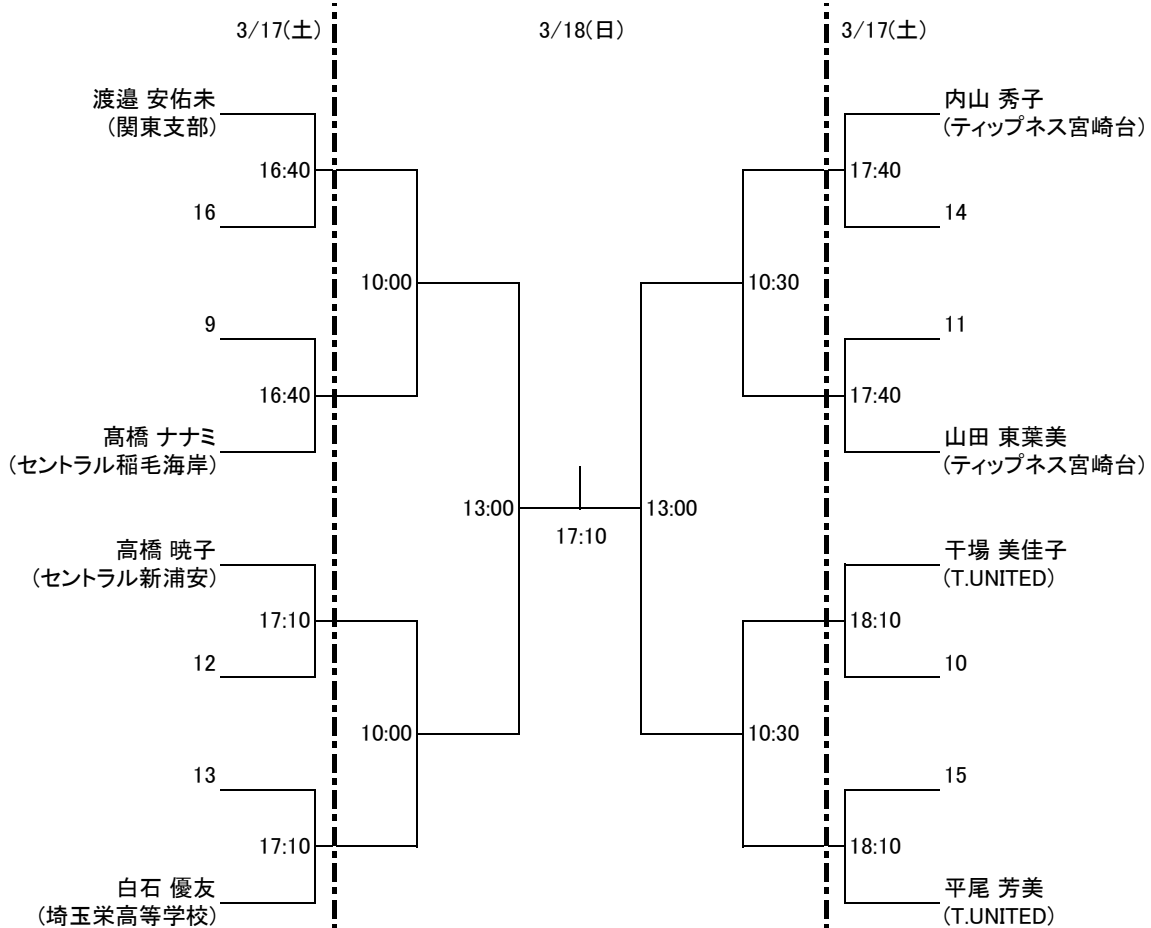 3/17(土)
3/18(日)
3/17(土)
渡邉 安佑未
(関東支部)
16:40
16
9
16:40
髙橋 ナナミ
(セントラル稲毛海岸)
10:00
高橋 暁子
(セントラル新浦安)
17:10
12
13
17:10
白石 優友
(埼玉栄高等学校)
10:00
13:00
17:10
13:00
10:30
内山 秀子
(ティップネス宮崎台)
17:40
14
11
17:40
山田 東葉美
(ティップネス宮崎台)
10:30
干場 美佳子
(T.UNITED)
18:10
10
15
18:10
平尾 芳美
(T.UNITED)